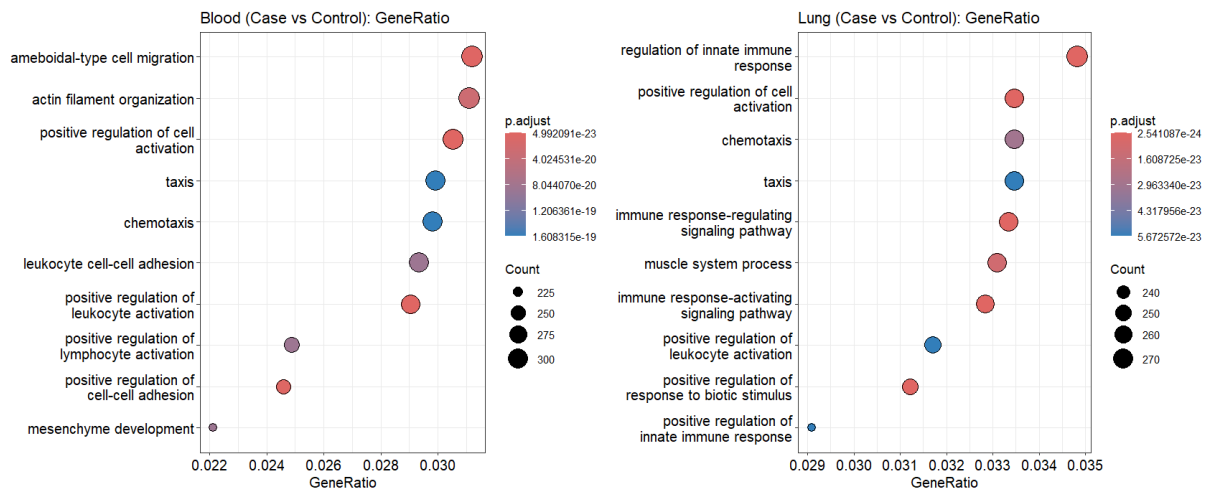 Blood (Case vs Control): GeneRatio
ameboidal-type cell migration
actin filament organization
positive regulation of cell
activation
taxis
chemotaxis
leukocyte cell-cell adhesion
positive regulation of
leukocyte activation
positive regulation of
lymphocyte activation
positive regulation of
cell-cell adhesion
mesenchyme development
0.022 0.024 0.026 0.028 0.030
GeneRatio
p.adjust
4.992091e-23
4.024531e-20
8.044070e-20
1.206361e-19
1.608315e-19
Count
225
250
275
300
Lung (Case vs Control): GeneRatio
regulation of innate immune
response
positive regulation of cell
activation
chemotaxis
taxis
immune response-regulating
signaling pathway
muscle system process
immune response-activating
signaling pathway
positive regulation of
leukocyte activation
positive regulation of
response to biotic stimulus
positive regulation of
innate immune response
0.029 0.030 0.031 0.032 0.033 0.034 0.035
GeneRatio
p.adjust
2.541087e-24
1.608725e-23
2.963340e-23
4.317956e-23
5.672572e-23
Count
240
250
260
270